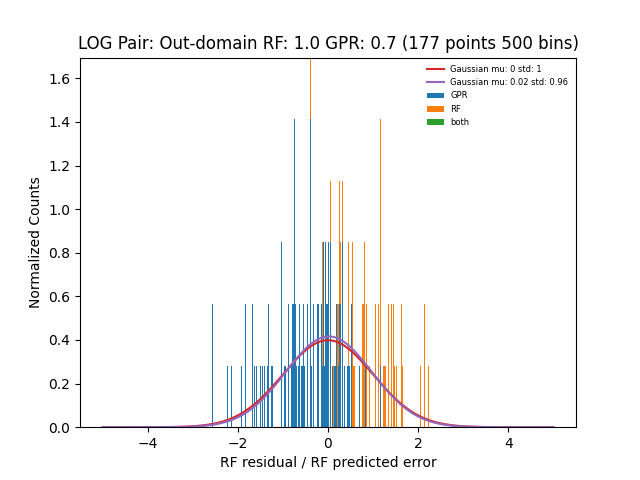 LOG Pair: Out-domain RF: 1.0 GPR: 0.7 (177 points 500 bins)
Gaussian mu: 0 std: 1
Gaussian mu: 0.02 std: 0.96
GPR
RF
both
Normalized Counts
1.6
1.4
1.2
1.0
0.8
0.6
0.4
0.2
0.0
−4
−2
0
2
4
RF residual / RF predicted error